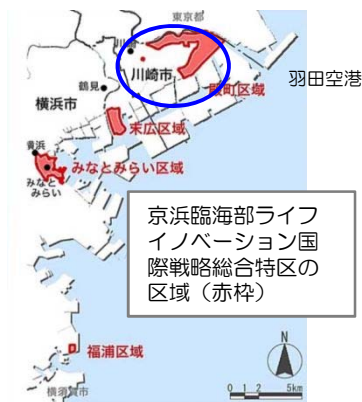 東京都
川崎
川崎市
羽田空港
鶴見
殿町区域
横浜市
末広区域
横浜
みなとみらい区域
みなと
みらい
京浜臨海部ライフ
イノベーション国
際戦略総合特区の
区域（赤枠）
福浦区域
N
横須賀市
0 1 2 5km